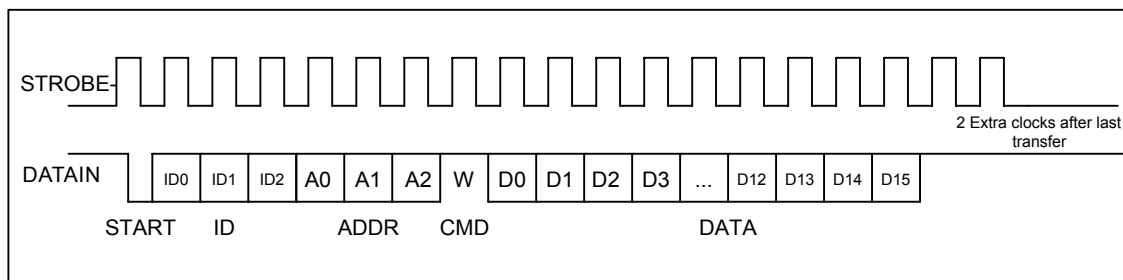 STROBE-
2 Extra clocks after last
transfer
DATAIN ID0 ID1 ID2 A0 A1 A2 W D0 D1 D2 D3 ... D12 D13 D14 D15
START ID ADDR CMD DATA